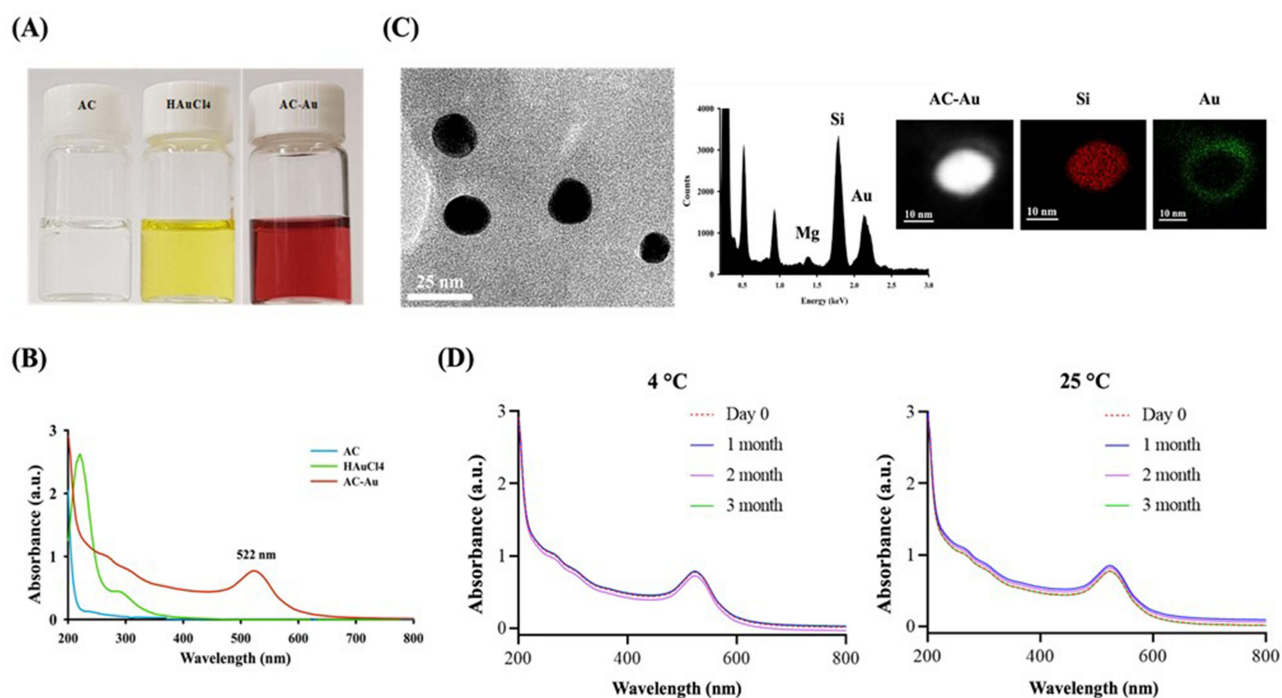 (A)
AC
HAuCl4
AC-Au
(C)
25 nm
4000
3000
2000
1000
0
Counts
0.5
1.0
1.5
2.0
2.5
3.0
Energy (keV)
Mg
Si
Au
AC-Au
Si
Au
10 nm
10 nm
10 nm
(B)
3
2
1
0
Absorbance (a.u.)
200
300
400
500
600
700
800
Wavelength (nm)
522 nm
AC
HAuCl4
AC-Au
(D)
4 °C
3
2
1
0
Absorbance (a.u.)
200
400
600
800
Wavelength (nm)
Day 0
1 month
2 month
3 month
25 °C
3
2
1
0
Absorbance (a.u.)
200
400
600
800
Wavelength (nm)
Day 0
1 month
2 month
3 month